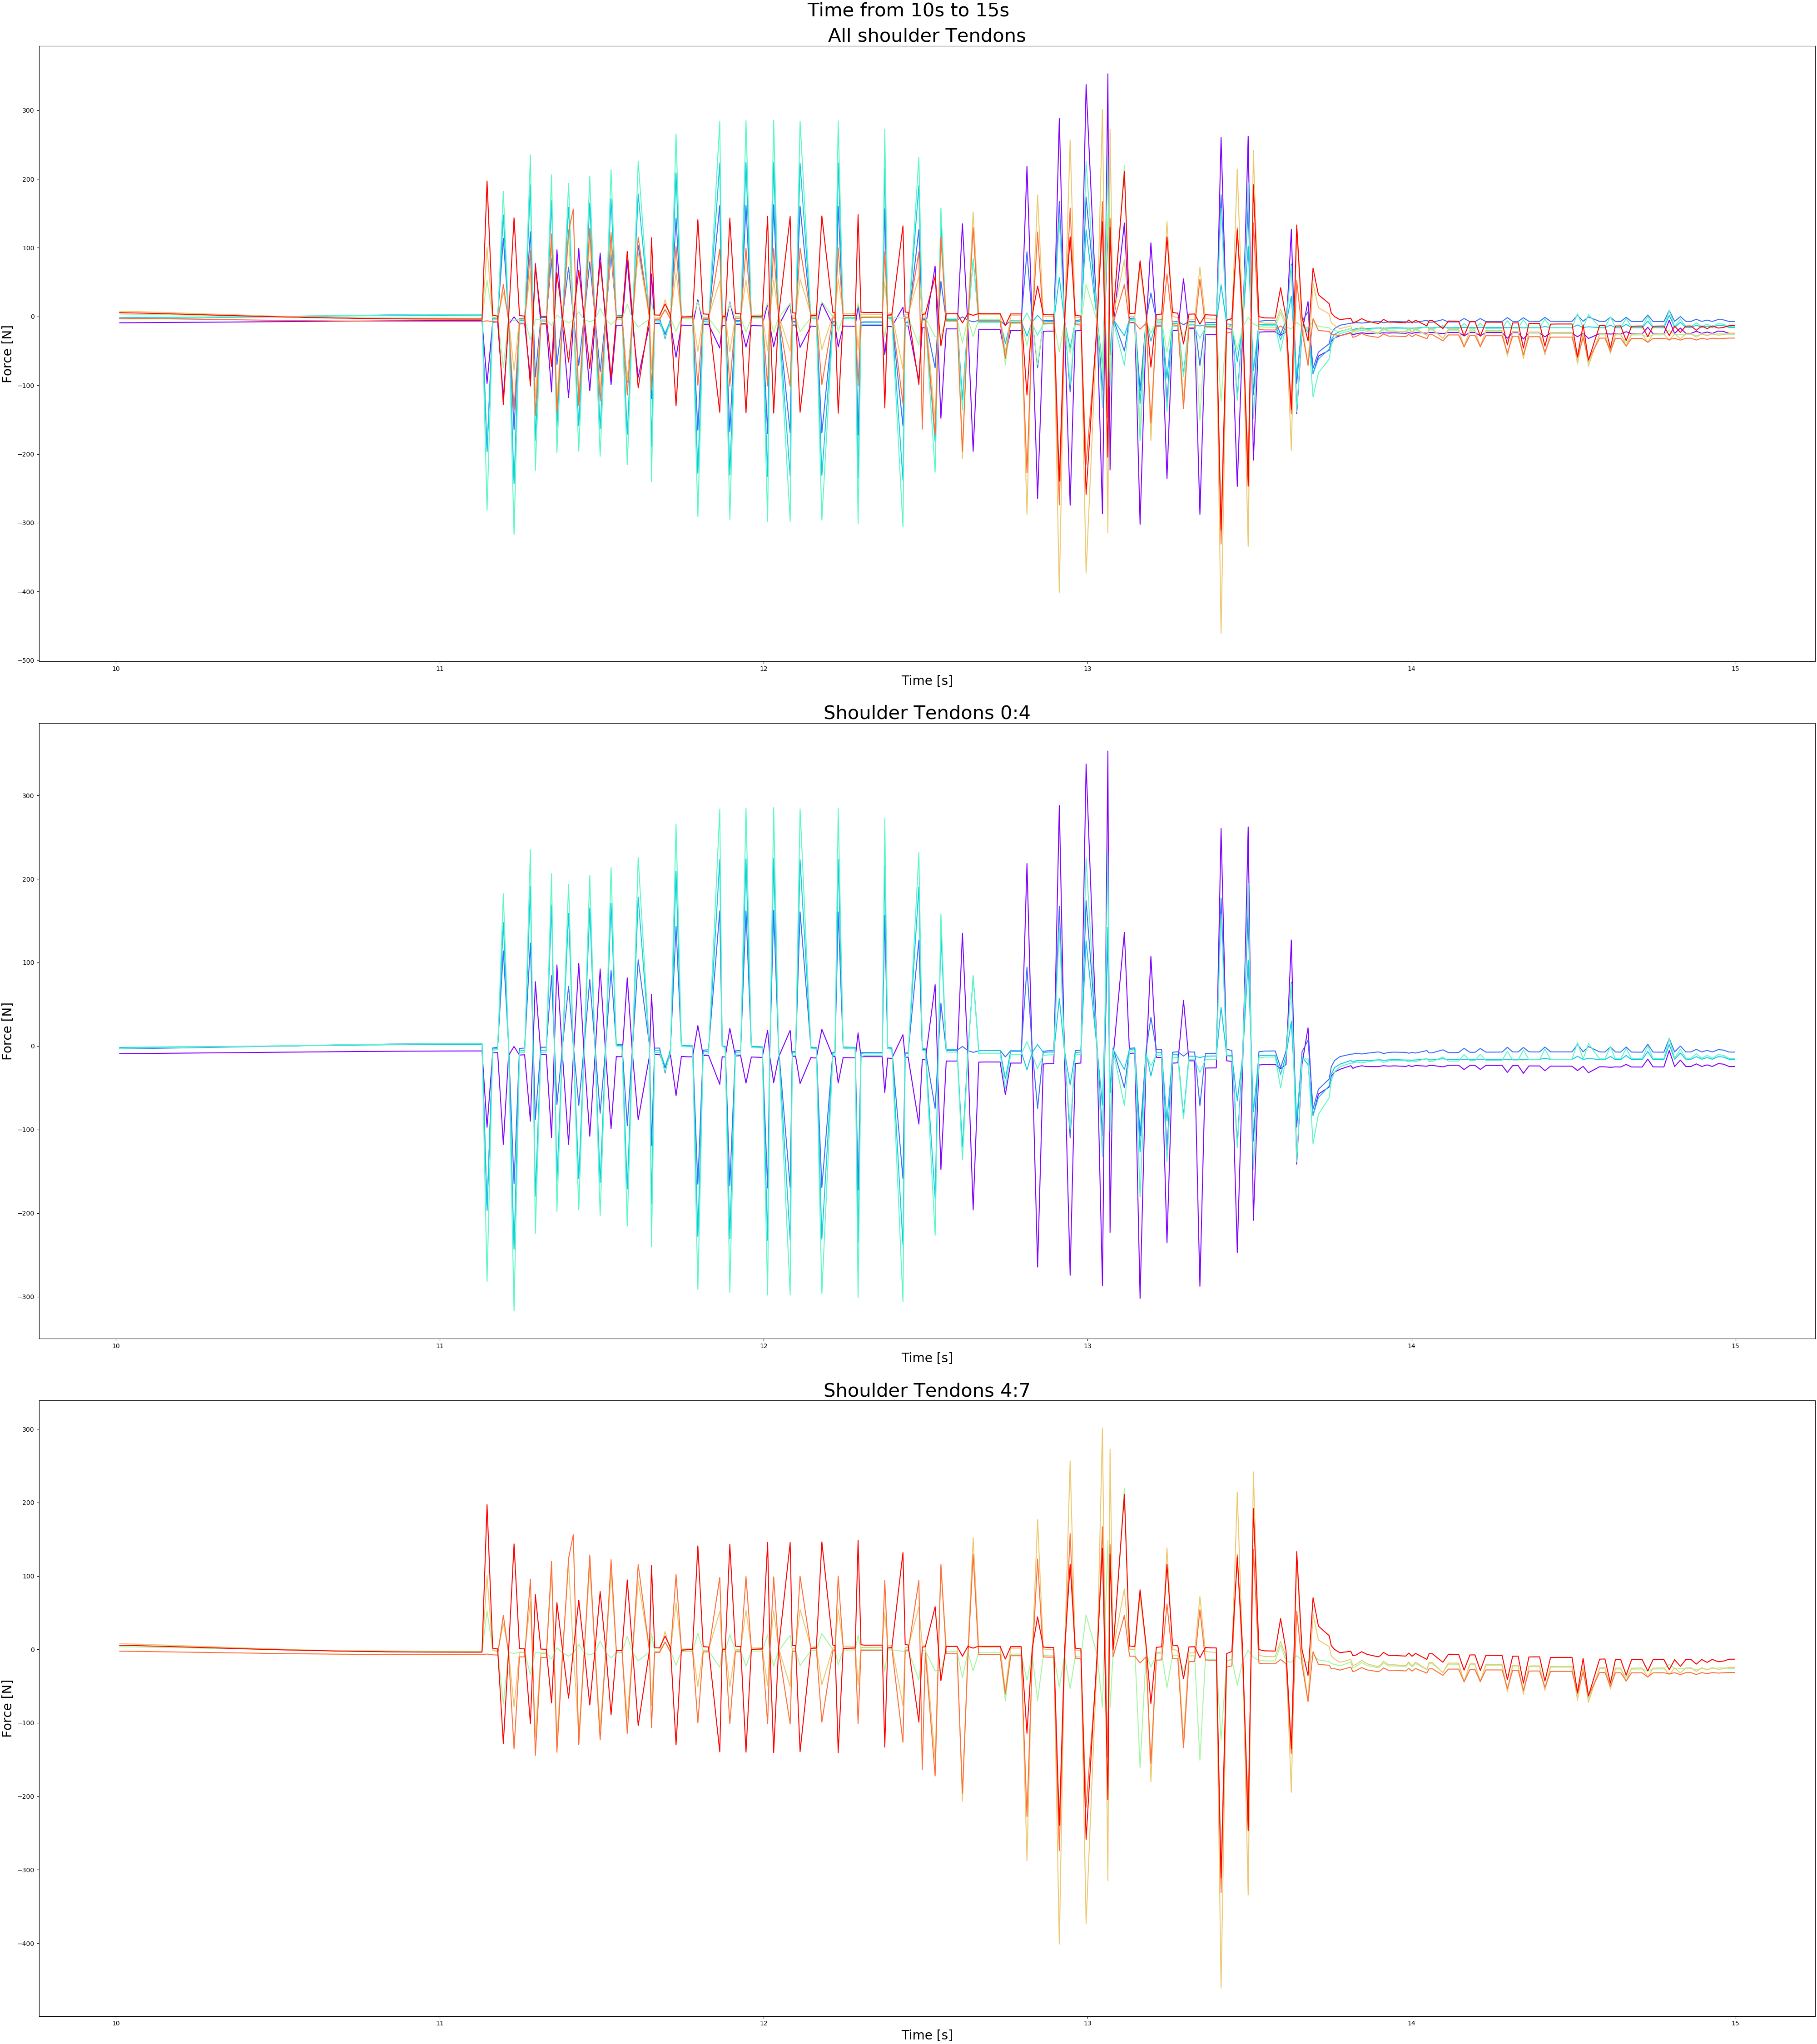 Time from 10s to 15s
All shoulder Tendons
300
200
100
0
−100
−200
−300
−400
−500
Force [N]
10 11 12 13 14 15
Time [s]
Shoulder Tendons 0:4
300
200
100
0
−100
−200
−300
Force [N]
10 11 12 13 14 15
Time [s]
Shoulder Tendons 4:7
300
200
100
0
−100
−200
−300
−400
Force [N]
10 11 12 13 14 15
Time [s]